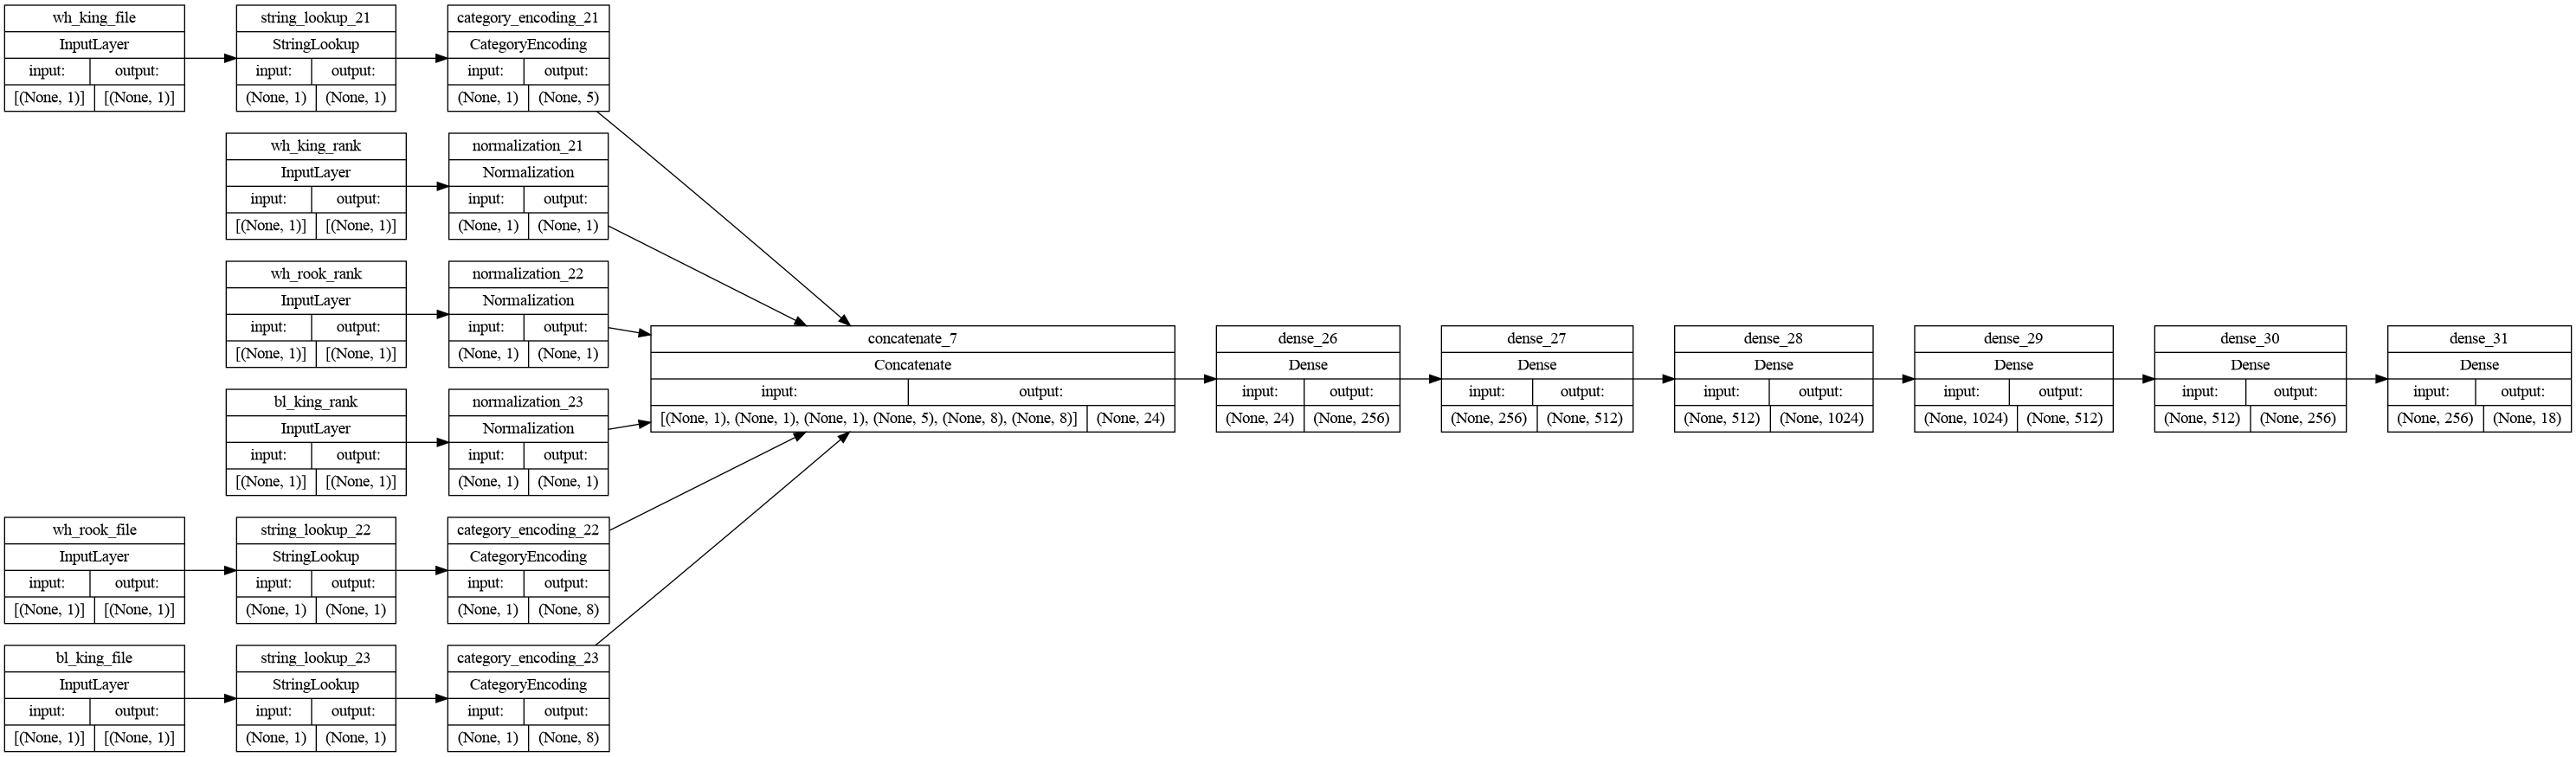 wh_king_file
InputLayer
input: output:
[(None, 1)] [(None, 1)]
string_lookup_21
StringLookup
input: output:
(None, 1) (None, 1)
category_encoding_21
CategoryEncoding
input: output:
(None, 1) (None, 5)
wh_king_rank
InputLayer
input: output:
[(None, 1)] [(None, 1)]
normalization_21
Normalization
input: output:
(None, 1) (None, 1)
wh_rook_rank
InputLayer
input: output:
[(None, 1)] [(None, 1)]
normalization_22
Normalization
input: output:
(None, 1) (None, 1)
bl_king_rank
InputLayer
input: output:
[(None, 1)] [(None, 1)]
normalization_23
Normalization
input: output:
(None, 1) (None, 1)
wh_rook_file
InputLayer
input: output:
[(None, 1)] [(None, 1)]
string_lookup_22
StringLookup
input: output:
(None, 1) (None, 1)
category_encoding_22
CategoryEncoding
input: output:
(None, 1) (None, 8)
bl_king_file
InputLayer
input: output:
[(None, 1)] [(None, 1)]
string_lookup_23
StringLookup
input: output:
(None, 1) (None, 1)
category_encoding_23
CategoryEncoding
input: output:
(None, 1) (None, 8)
concatenate_7
Concatenate
input: output:
[(None, 1), (None, 1), (None, 1), (None, 5), (None, 8), (None, 8)] (None, 24)
dense_26
Dense
input: output:
(None, 24) (None, 256)
dense_27
Dense
input: output:
(None, 256) (None, 512)
dense_28
Dense
input: output:
(None, 512) (None, 1024)
dense_29
Dense
input: output:
(None, 1024) (None, 512)
dense_30
Dense
input: output:
(None, 512) (None, 256)
dense_31
Dense
input: output:
(None, 256) (None, 18)